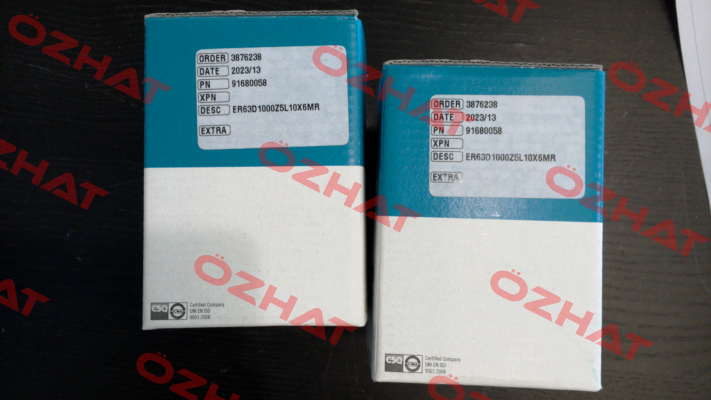 ORDER 3876238
DATE 2023/13
PN 91680058
XPN
DESC ER63D1000Z5L10X6MR
EXTRA
CSQ
Certified Company
UNI EN ISO
9001:2008
ORDER 3876238
DATE 2023/13
PN 91680058
XPN
DESC ER63D1000Z5L10X6MR
EXTRA
CSQ
Certified Company
UNI EN ISO
9001:2008
ÖZHAT
ÖZHAT
ÖZHAT
ÖZHAT
ÖZHAT
ÖZHAT
ÖZHAT
ÖZHAT